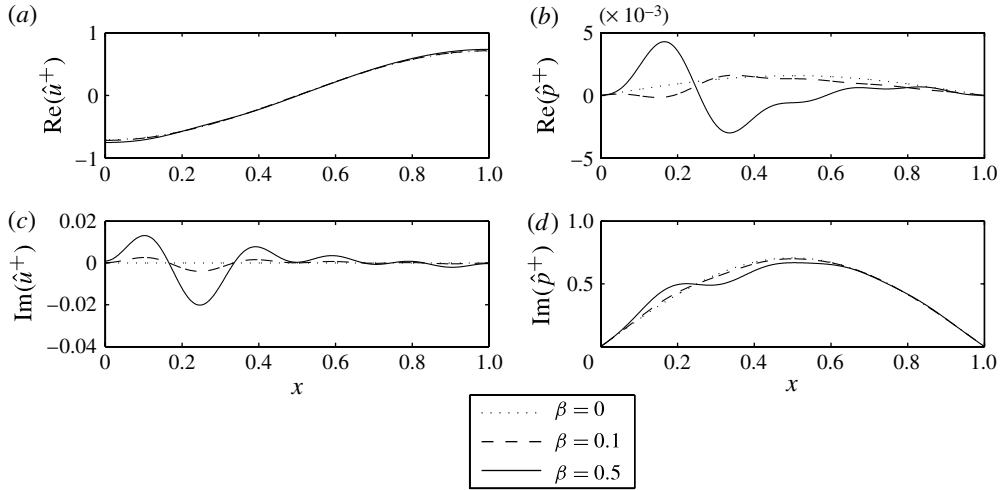 (a)
1
0
−1
Re(û⁺)
0 0.2 0.4 0.6 0.8 1.0
(b)
(× 10⁻³)
5
0
−5
Re(p̂⁺)
0 0.2 0.4 0.6 0.8 1.0
(c)
0.02
0
−0.02
−0.04
Im(û⁺)
0 0.2 0.4 0.6 0.8 1.0
x
(d)
1.0
0.5
Im(p̂⁺)
0 0.2 0.4 0.6 0.8 1.0
x
β = 0
β = 0.1
β = 0.5